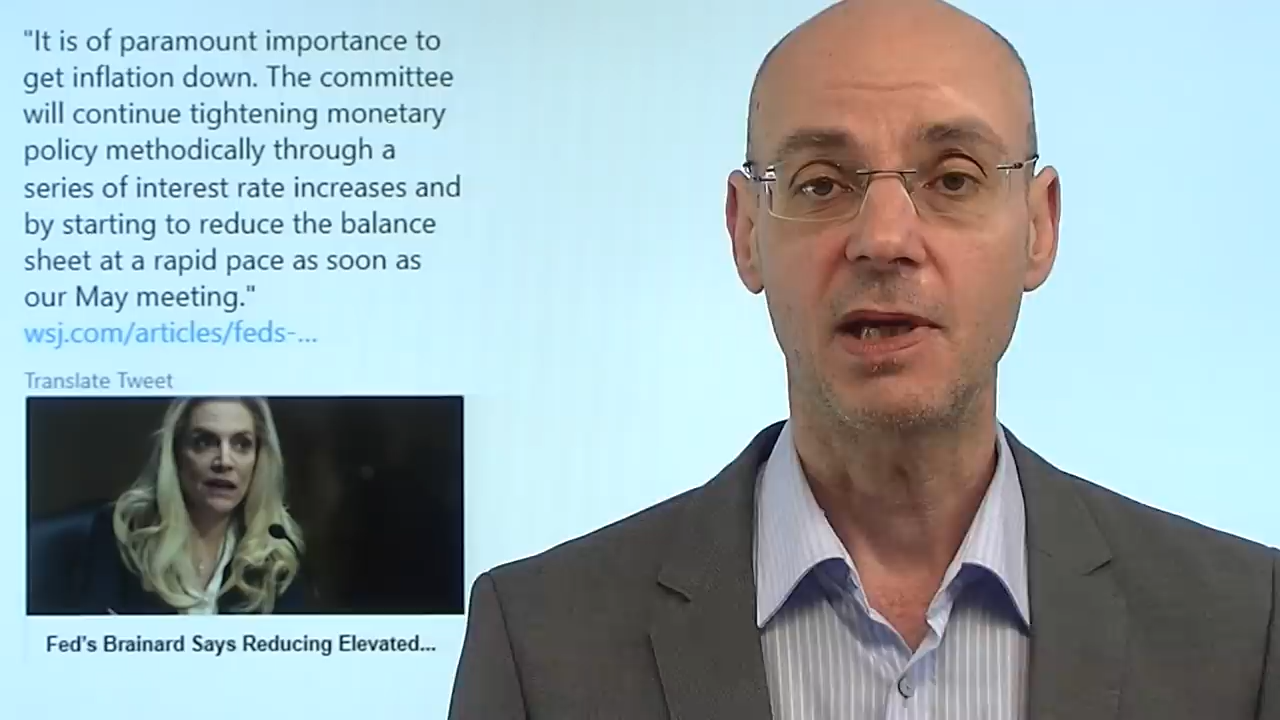 "It is of paramount importance to
get inflation down. The committee
will continue tightening monetary
policy methodically through a
series of interest rate increases and
by starting to reduce the balance
sheet at a rapid pace as soon as
our May meeting."
wsj.com/articles/feds-...
Translate Tweet
Fed's Brainard Says Reducing Elevated...